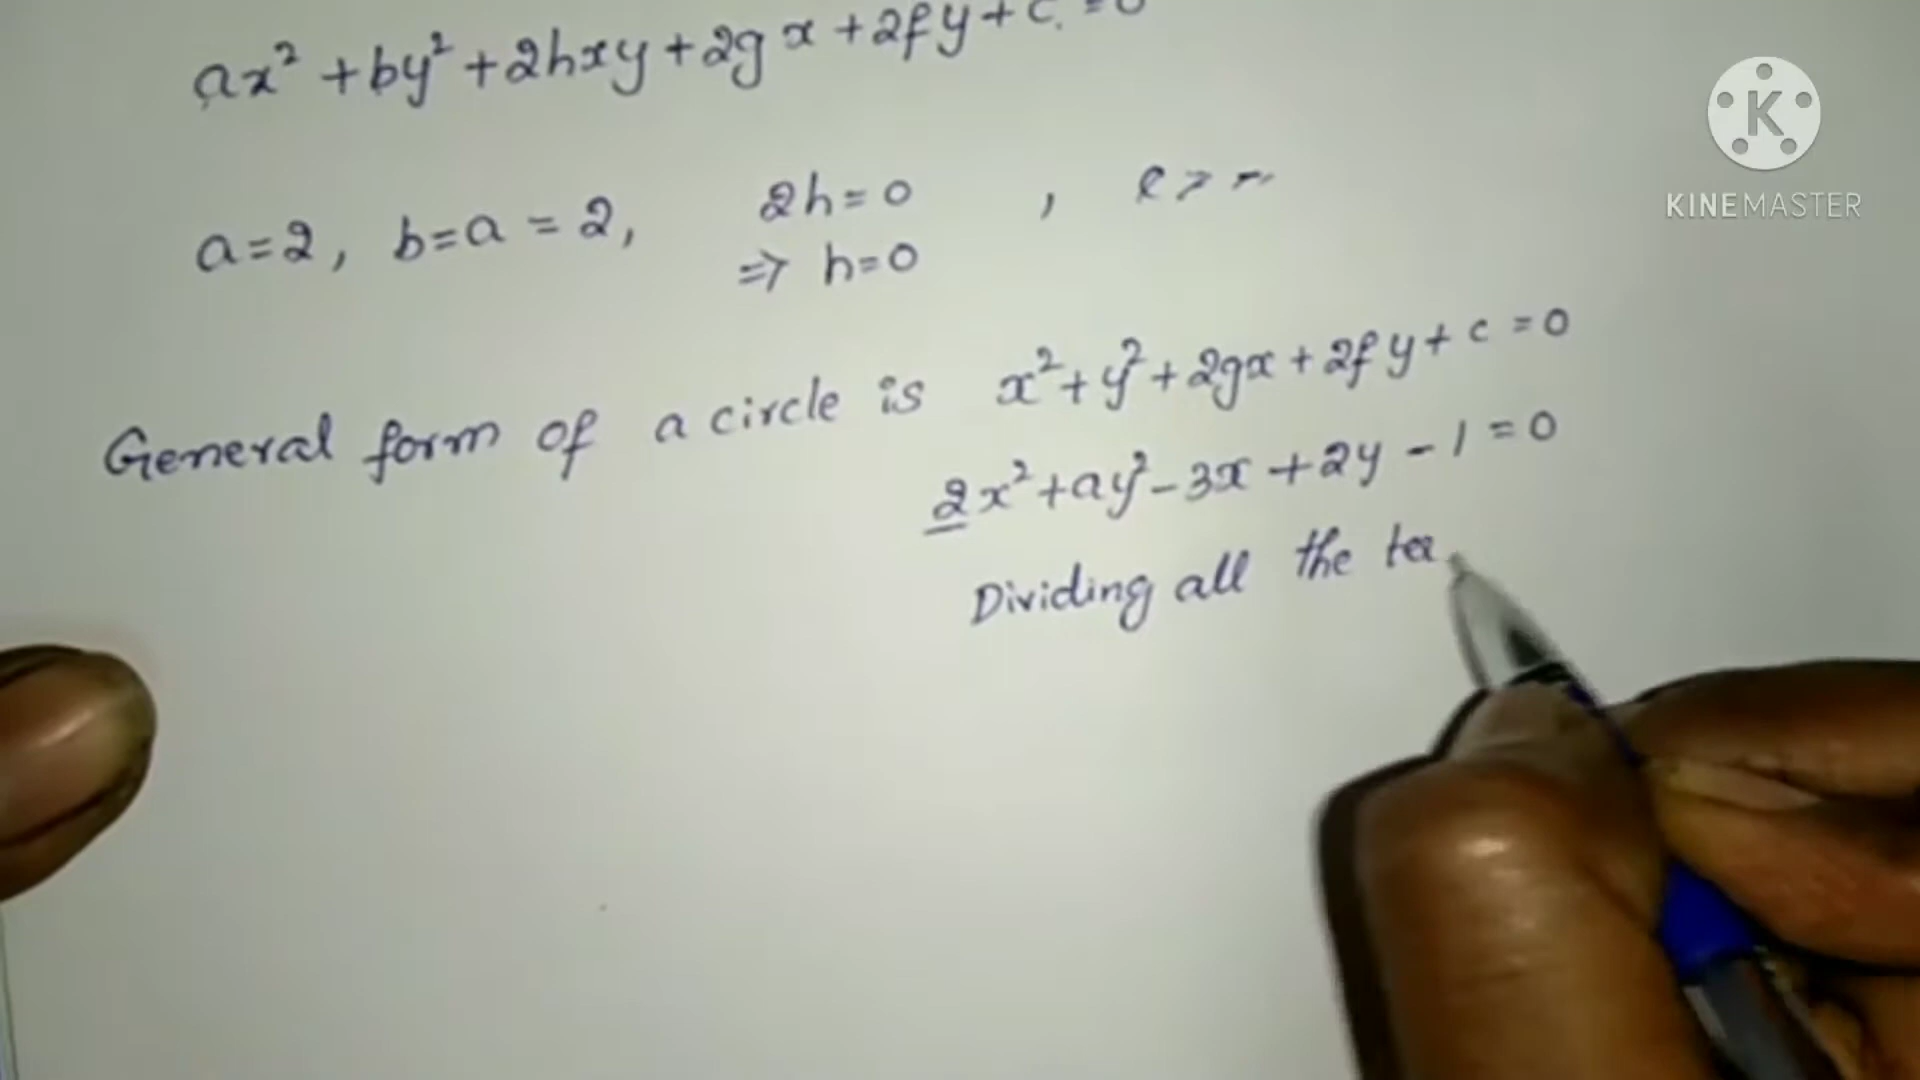 ax² + by² + 2hxy + 2gx + 2fy + c = 0
a=2, b=a = 2, 2h=0 ,
⇒ h=0
General form of a circle is x² + y² + 2gx + 2fy + c = 0
2x² + ay² - 3x + 2y - 1 = 0
Dividing all the
K
KINEMASTER